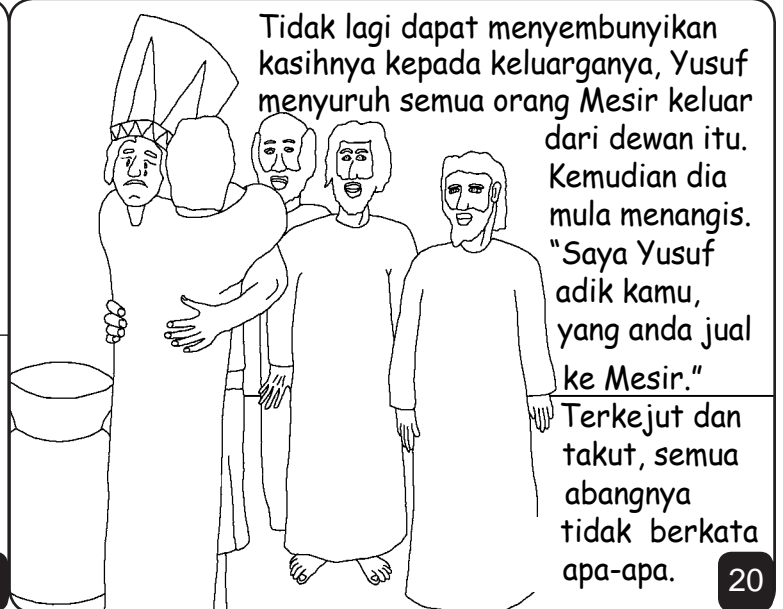 Tidak lagi dapat menyembunyikan
kasihnya kepada keluarganya, Yusuf
menyuruh semua orang Mesir keluar
dari dewan itu.
Kemudian dia
mula menangis.
“Saya Yusuf
adik kamu,
yang anda jual
ke Mesir.”
Terkejut dan
takut, semua
abangnya
tidak berkata
apa-apa.
20